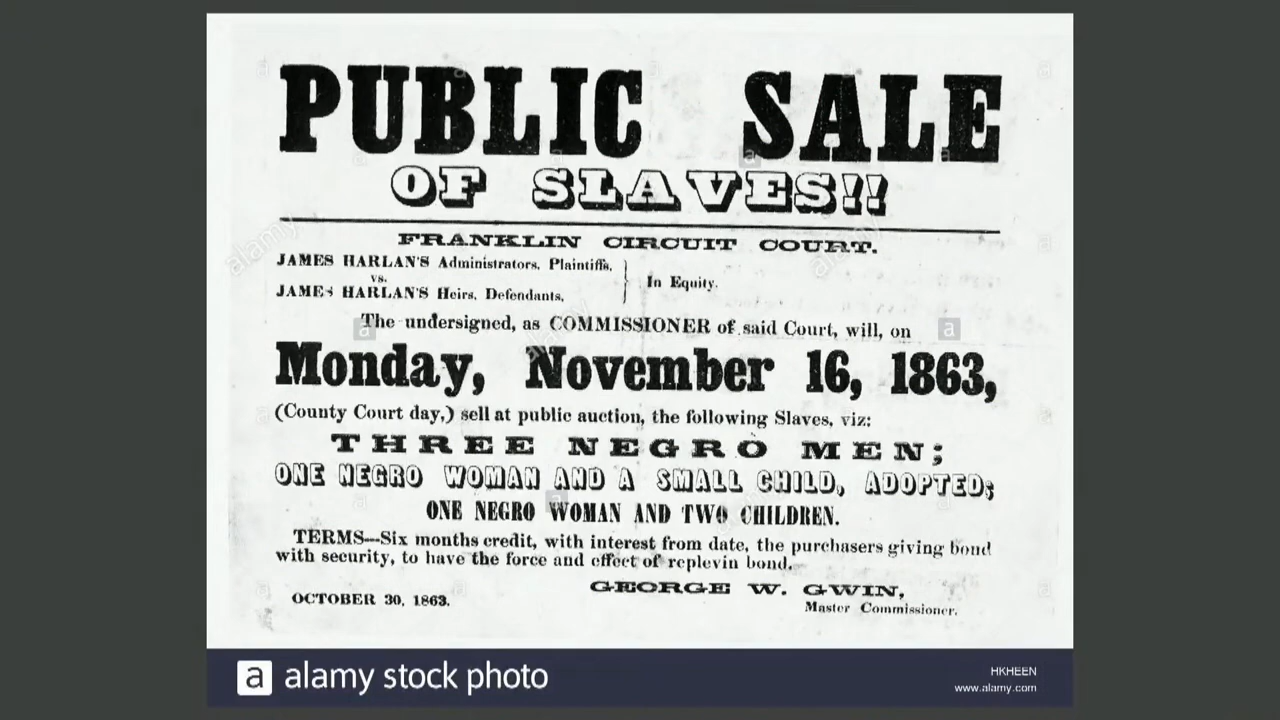 PUBLIC SALE
OF SLAVES!!
FRANKLIN CIRCUIT COURT.
JAMES HARLAN'S Administrators, Plaintiffs,
vs.
In Equity.
JAMES HARLAN'S Heirs, Defendants,
The undersigned, as COMMISSIONER of said Court, will, on
Monday, November 16, 1863,
(County Court day,) sell at public auction, the following Slaves, viz:
THREE NEGRO MEN;
ONE NEGRO WOMAN AND A SMALL CHILD, ADOPTED;
ONE NEGRO WOMAN AND TWO CHILDREN.
TERMS—Six months credit, with interest from date, the purchasers giving bond
with security, to have the force and effect of replevin bond.
GEORGE W. GWIN,
OCTOBER 30, 1863.
Master Commissioner.
alamy
alamy
alamy
alamy
a alamy stock photo
HKHEEN
www.alamy.com